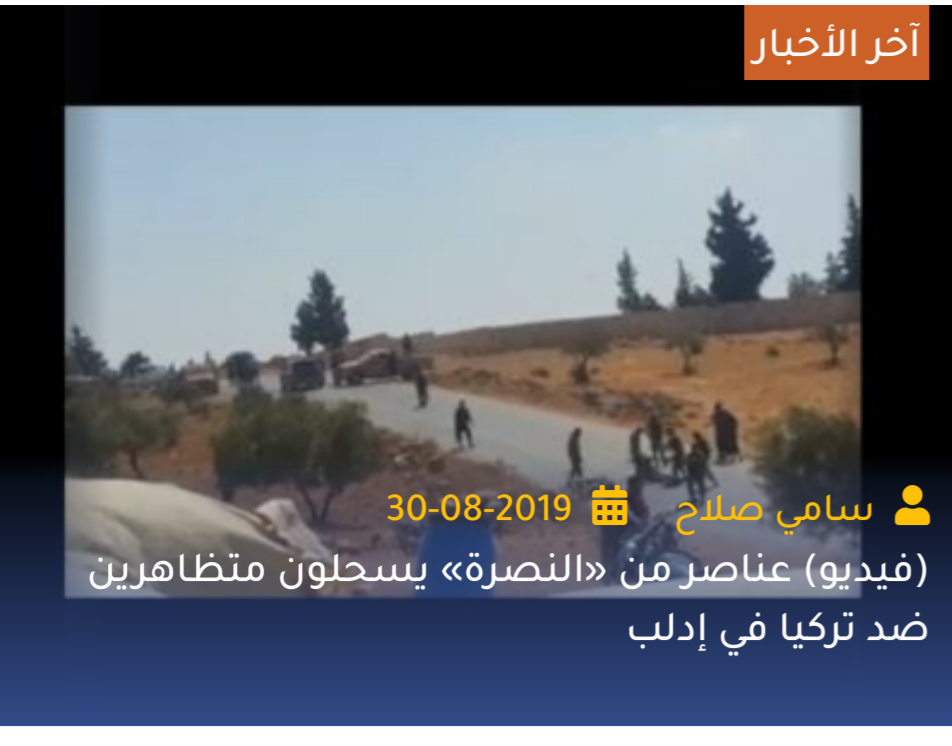 آخر الأخبار
سامي صلاح 30-08-2019
(فيديو) عناصر من «النصرة» يسحلون متظاهرين
ضد تركيا في إدلب